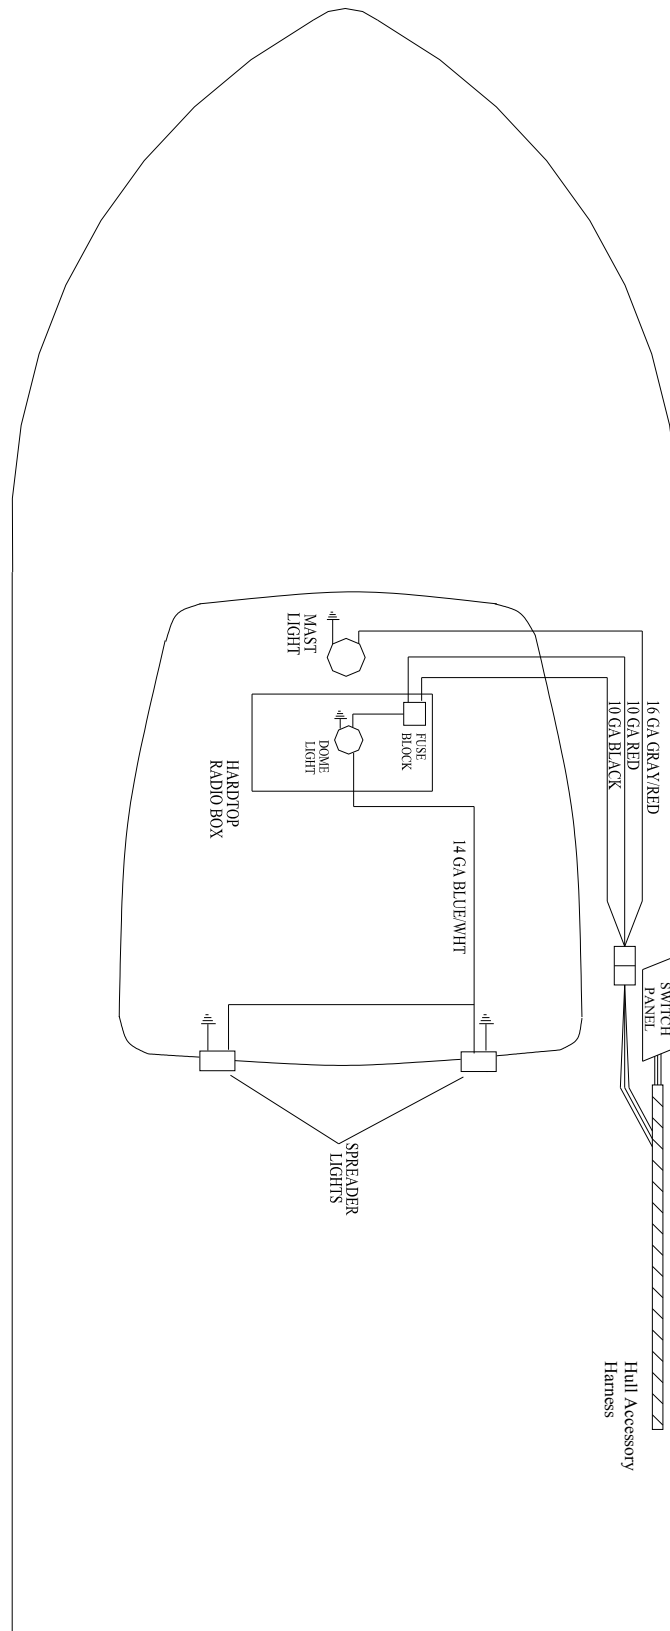 MAST
LIGHT
16 GA GRAY/RED
10 GA RED
10 GA BLACK
FUSE
BLOCK
DOME
LIGHT
HARDTOP
RADIO BOX
14 GA BLUE/WHT
SWITCH
PANEL
SPREADER
LIGHTS
Hull Accessory
Harness